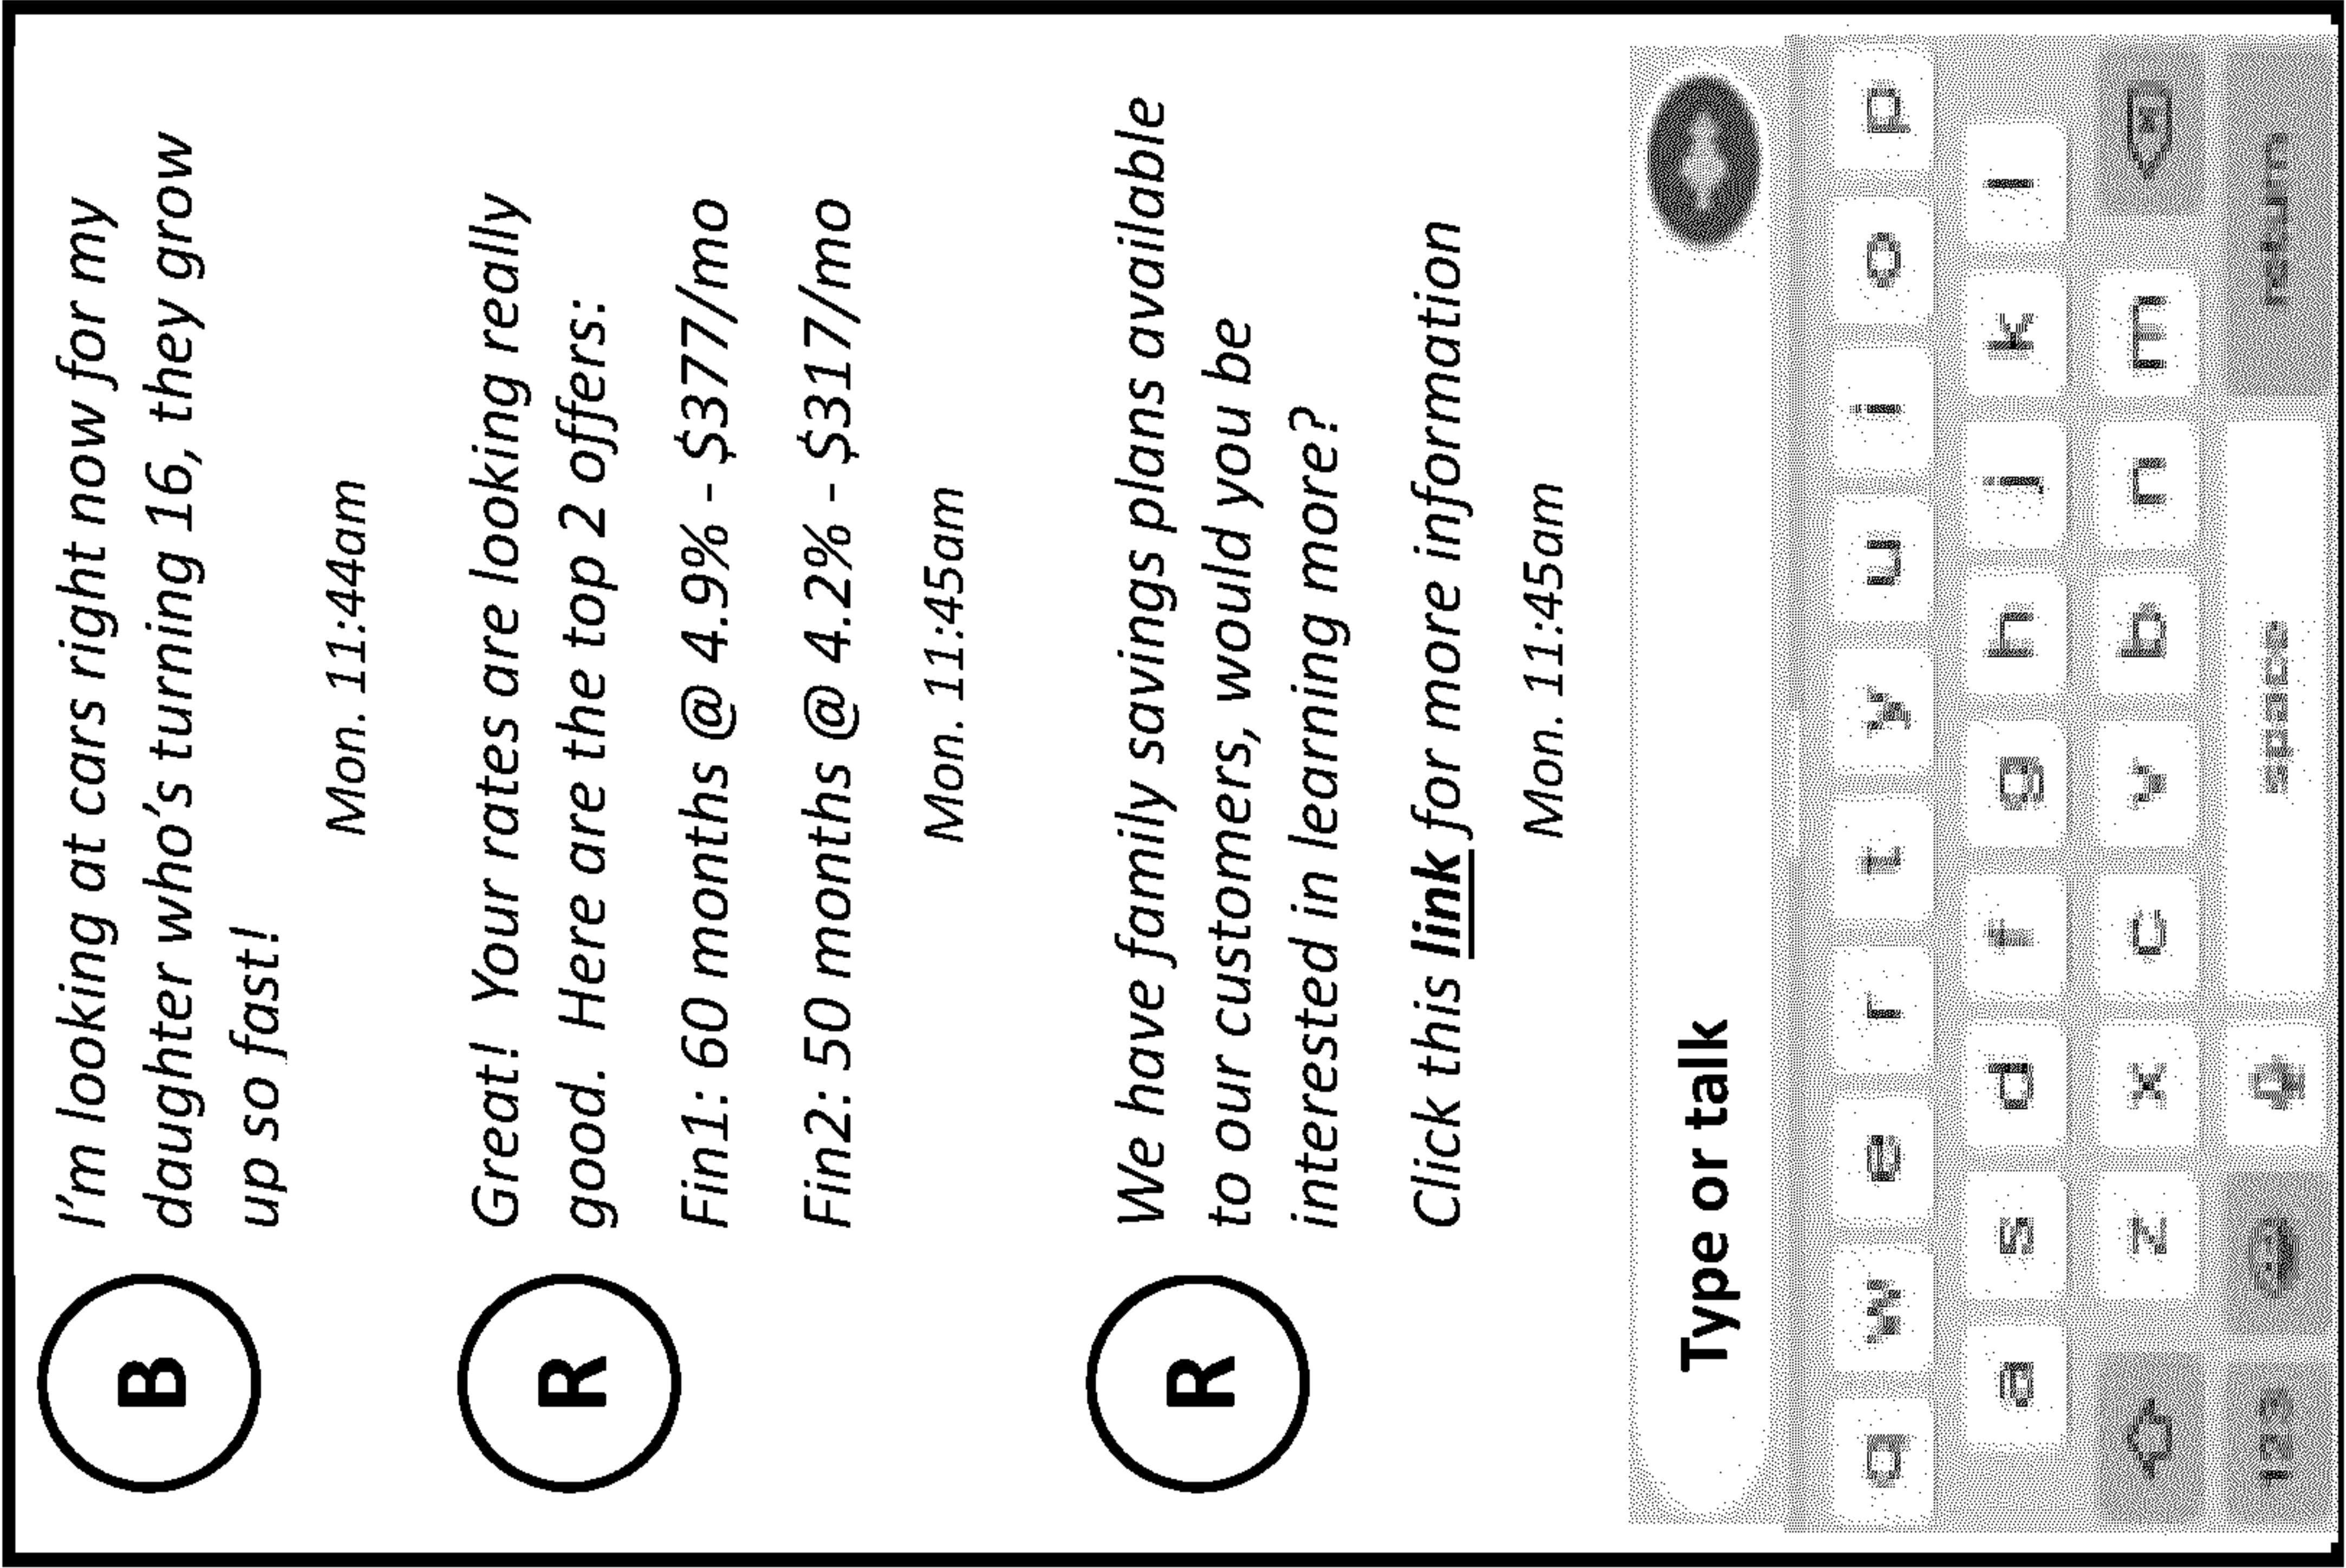 B
I'm looking at cars right now for my
daughter who's turning 16, they grow
up so fast!
Mon. 11:44am
R
Great!  Your rates are looking really
good.  Here are the top 2 offers:
Fin1: 60 months @ 4.9% - $377/mo
Fin2: 50 months @ 4.2% - $317/mo
Mon. 11:45am
R
We have family savings plans available
to our customers, would you be
interested in learning more?
Click this link for more information
Mon. 11:45am
Type or talk
q w e r t y u i o p
a s d f g h j k l
z x c v b n m
123 space return